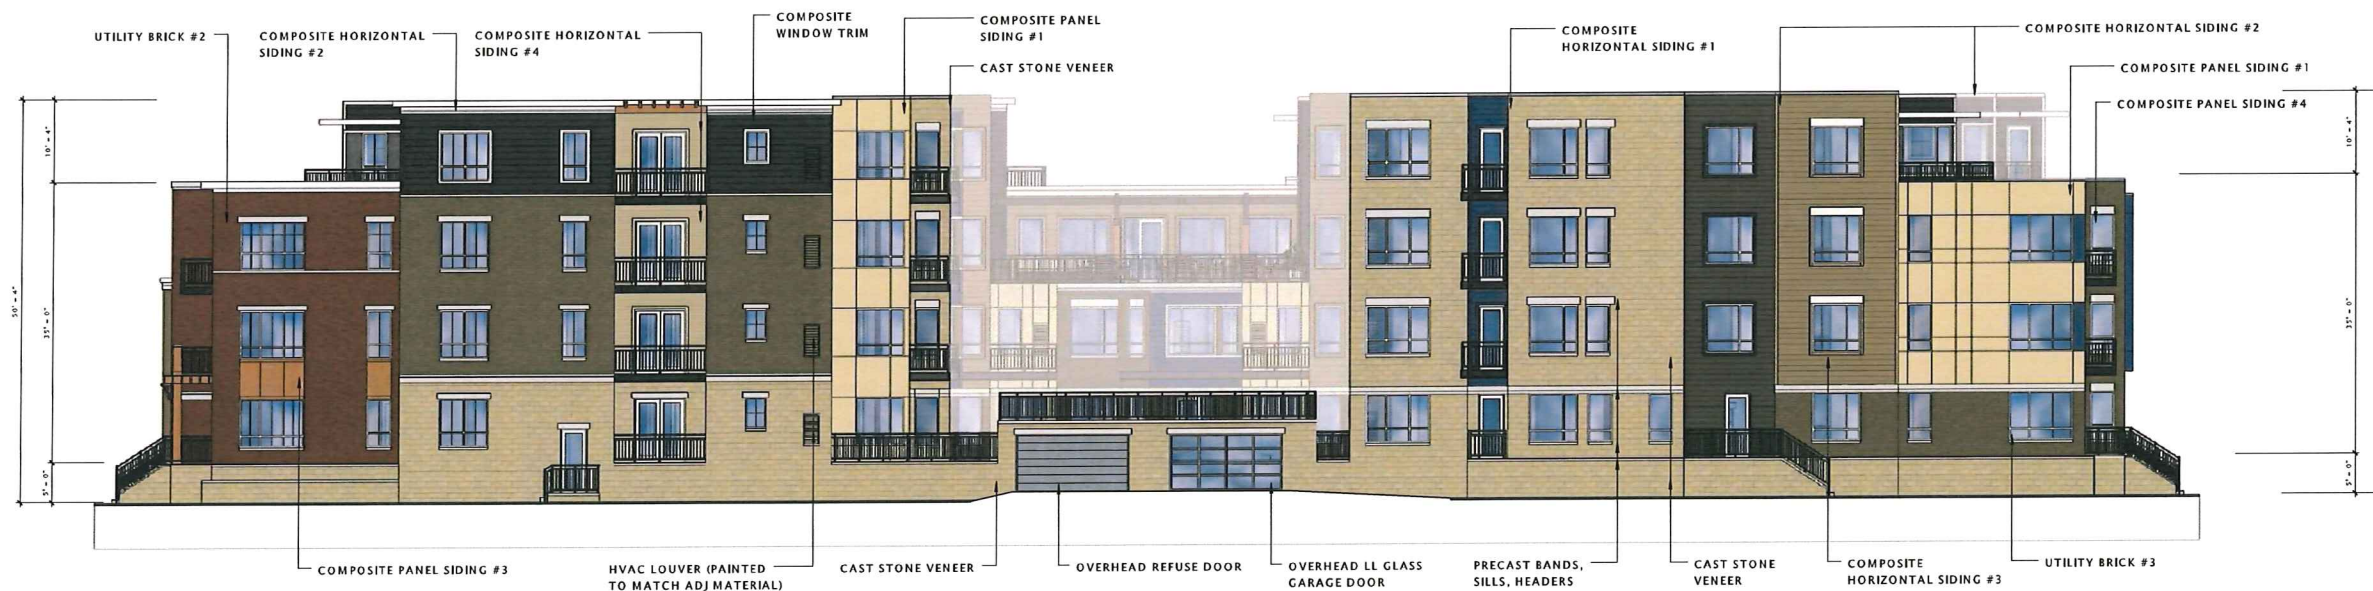 UTILITY BRICK #2
COMPOSITE HORIZONTAL
SIDING #2
COMPOSITE HORIZONTAL
SIDING #4
COMPOSITE
WINDOW TRIM
COMPOSITE PANEL
SIDING #1
CAST STONE VENEER
COMPOSITE
HORIZONTAL SIDING #1
COMPOSITE HORIZONTAL SIDING #2
COMPOSITE PANEL SIDING #1
COMPOSITE PANEL SIDING #4
10' - 4"
50' - 4"
35' - 0"
5' - 0"
10' - 4"
35' - 0"
5' - 0"
COMPOSITE PANEL SIDING #3
HVAC LOUVER (PAINTED
TO MATCH ADJ MATERIAL)
CAST STONE VENEER
OVERHEAD REFUSE DOOR
OVERHEAD LL GLASS
GARAGE DOOR
PRECAST BANDS,
SILLS, HEADERS
CAST STONE
VENEER
COMPOSITE
HORIZONTAL SIDING #3
UTILITY BRICK #3